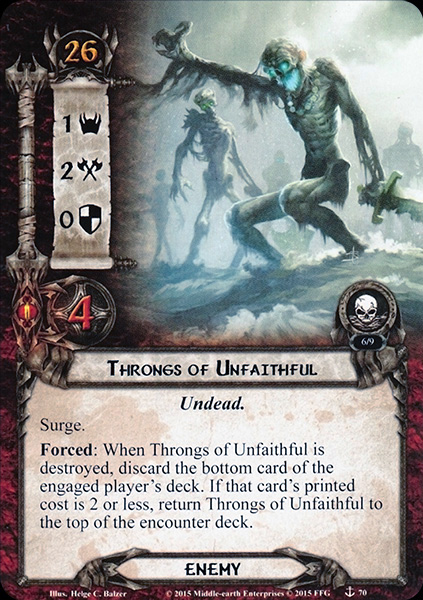 26
1
2
0
4
6/9
Throngs of Unfaithful
Undead.
Surge.
Forced: When Throngs of Unfaithful is
destroyed, discard the bottom card of the
engaged player's deck. If that card's printed
cost is 2 or less, return Throngs of Unfaithful to
the top of the encounter deck.
ENEMY
Illus. Helge C. Balzer © 2015 Middle-earth Enterprises © 2015 FFG 70